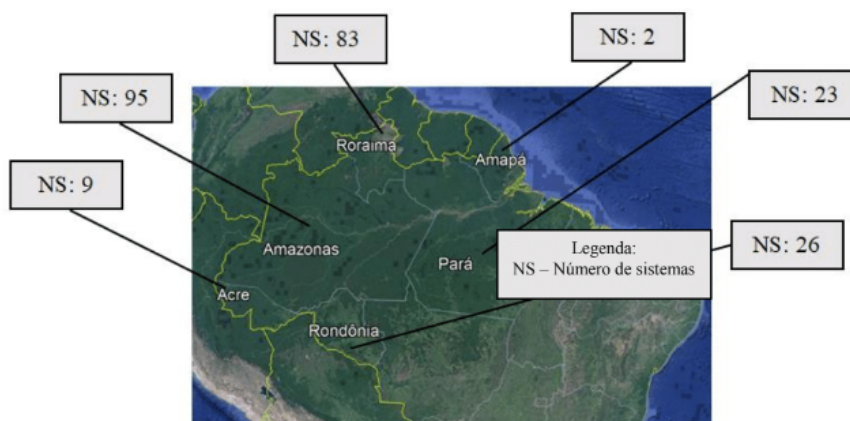 NS: 83
NS: 2
NS: 95
NS: 23
Roraima
Amapá
NS: 9
Amazonas
Pará
Legenda:
NS – Número de sistemas
NS: 26
Acre
Rondônia